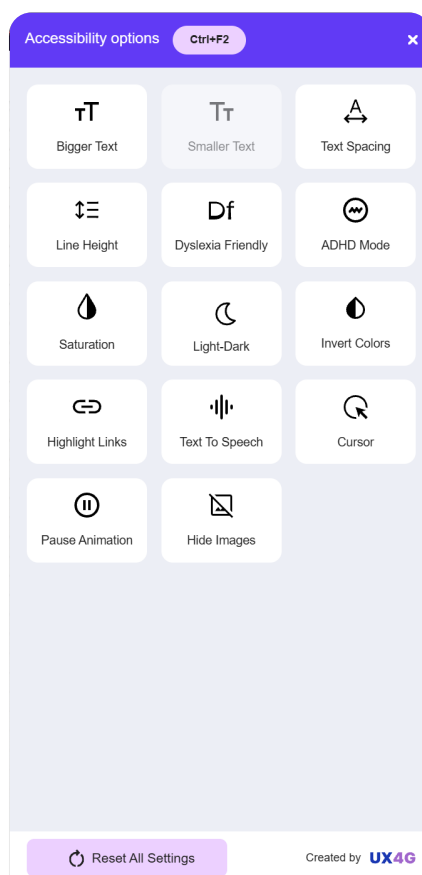 Accessibility options Ctrl+F2
Bigger Text Smaller Text Text Spacing
Line Height Dyslexia Friendly ADHD Mode
Saturation Light-Dark Invert Colors
Highlight Links Text To Speech Cursor
Pause Animation Hide Images
Reset All Settings Created by UX4G